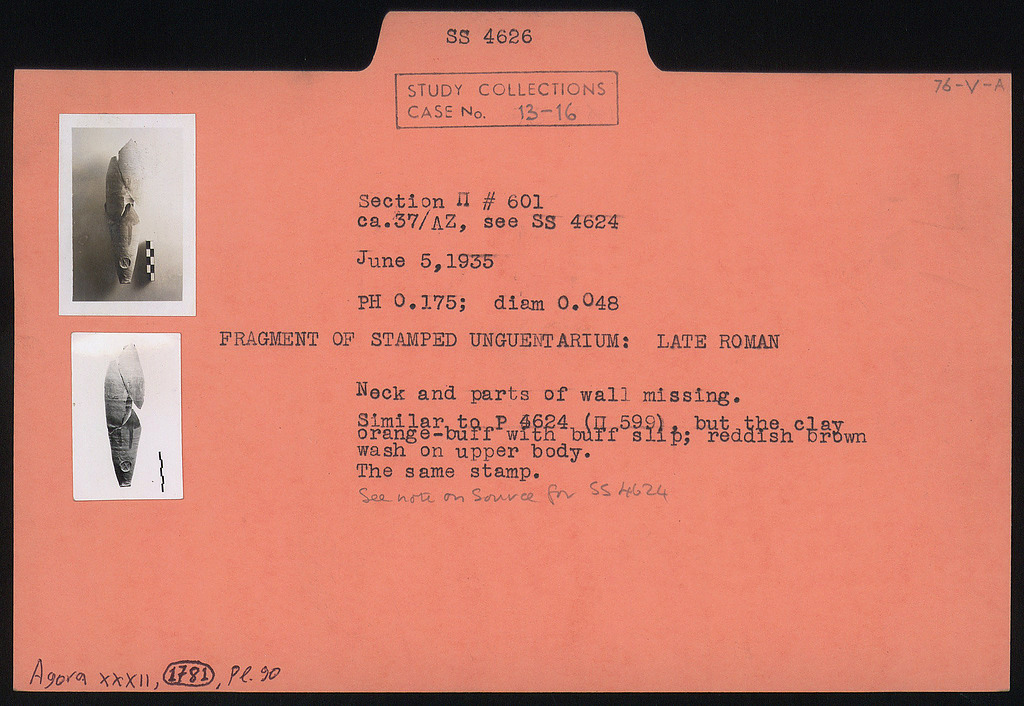 SS 4626
76-V-A
STUDY COLLECTIONS
CASE No. 13-16
Section Π # 601
ca.37/ΛΖ, see SS 4624
June 5,1935
PH 0.175; diam 0.048
FRAGMENT OF STAMPED UNGUENTARIUM: LATE ROMAN
Neck and parts of wall missing.
Similar to P 4624 (Π 599), but the clay
orange-buff with buff slip; reddish brown
wash on upper body.
The same stamp.
See note on Source for SS 4624
Agora XXXII, 1781, Pl. 90